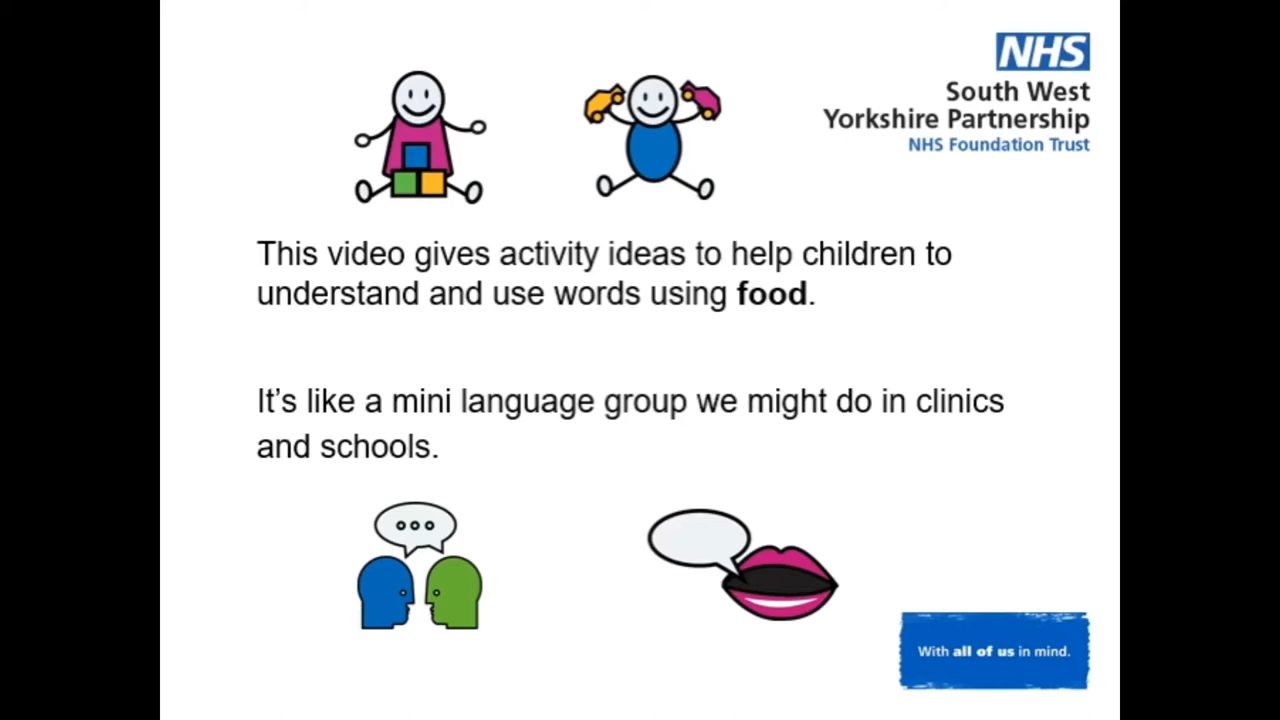 NHS
South West
Yorkshire Partnership
NHS Foundation Trust
This video gives activity ideas to help children to
understand and use words using food.
It's like a mini language group we might do in clinics
and schools.
With all of us in mind.